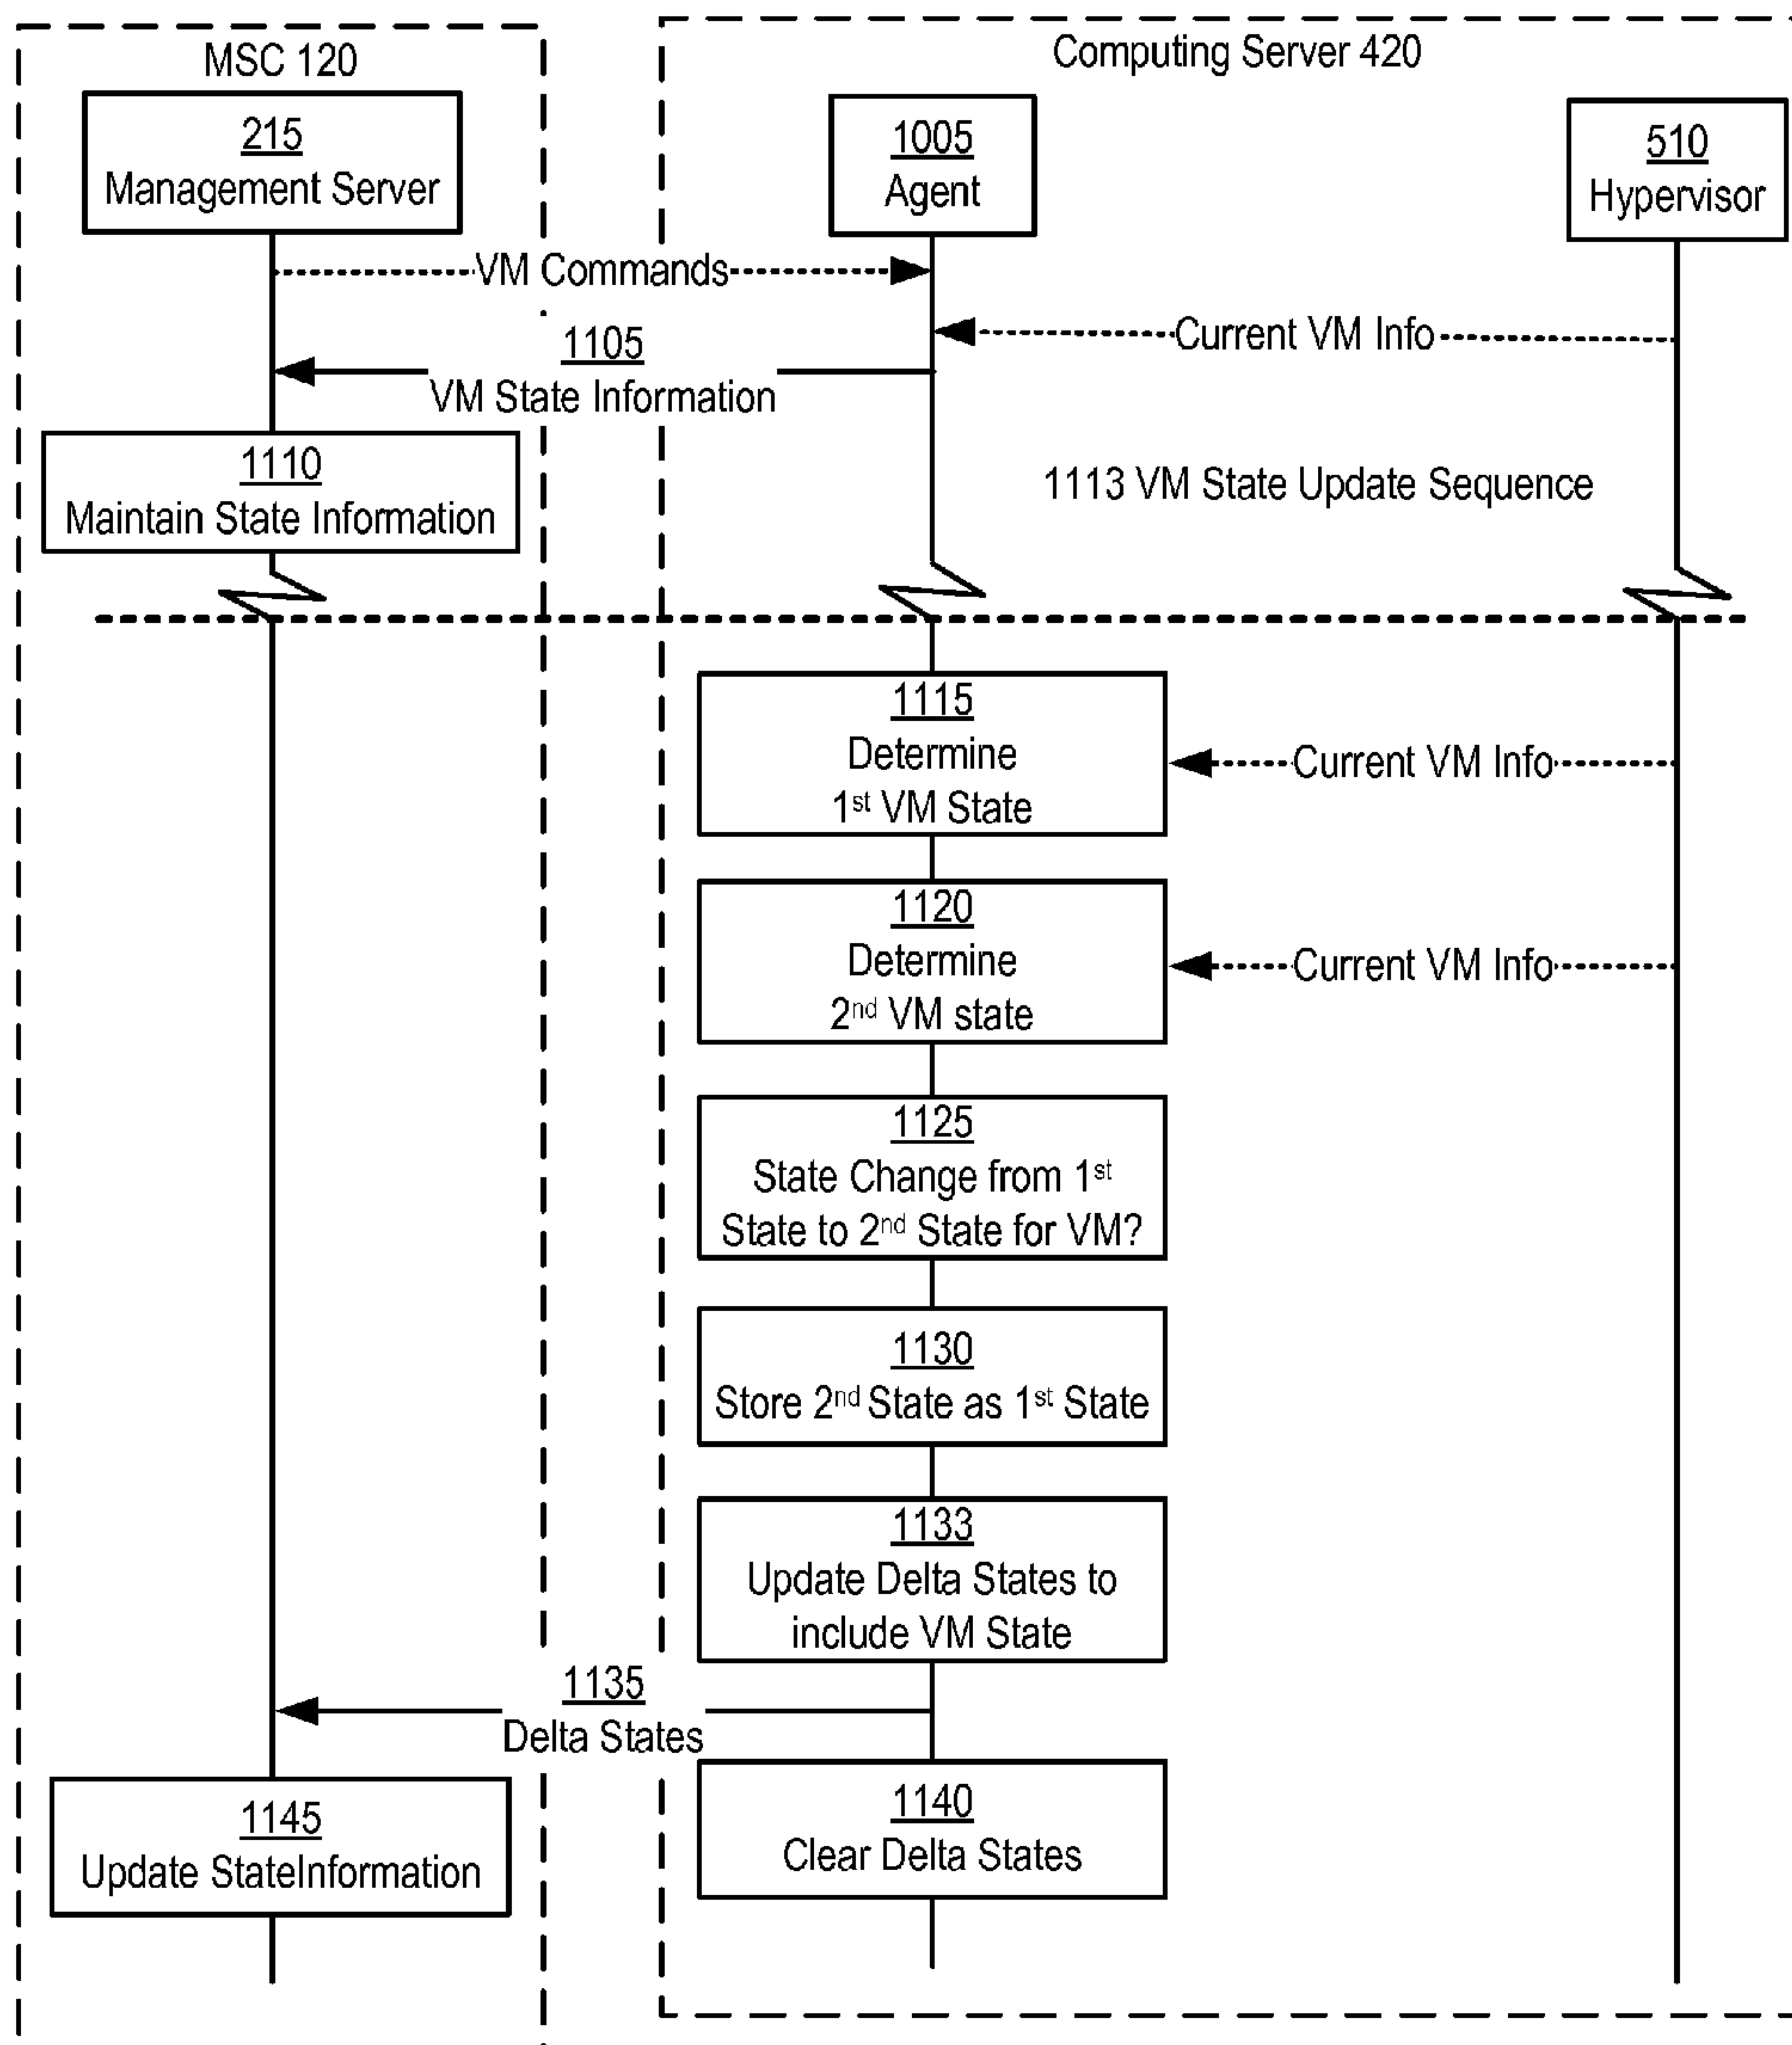 MSC 120
Computing Server 420
215
Management Server
1005
Agent
510
Hypervisor
VM Commands
Current VM Info
1105
VM State Information
1110
Maintain State Information
1113 VM State Update Sequence
1115
Determine
1st VM State
Current VM Info
1120
Determine
2nd VM state
Current VM Info
1125
State Change from 1st
State to 2nd State for VM?
1130
Store 2nd State as 1st State
1133
Update Delta States to
include VM State
1135
Delta States
1140
Clear Delta States
1145
Update StateInformation